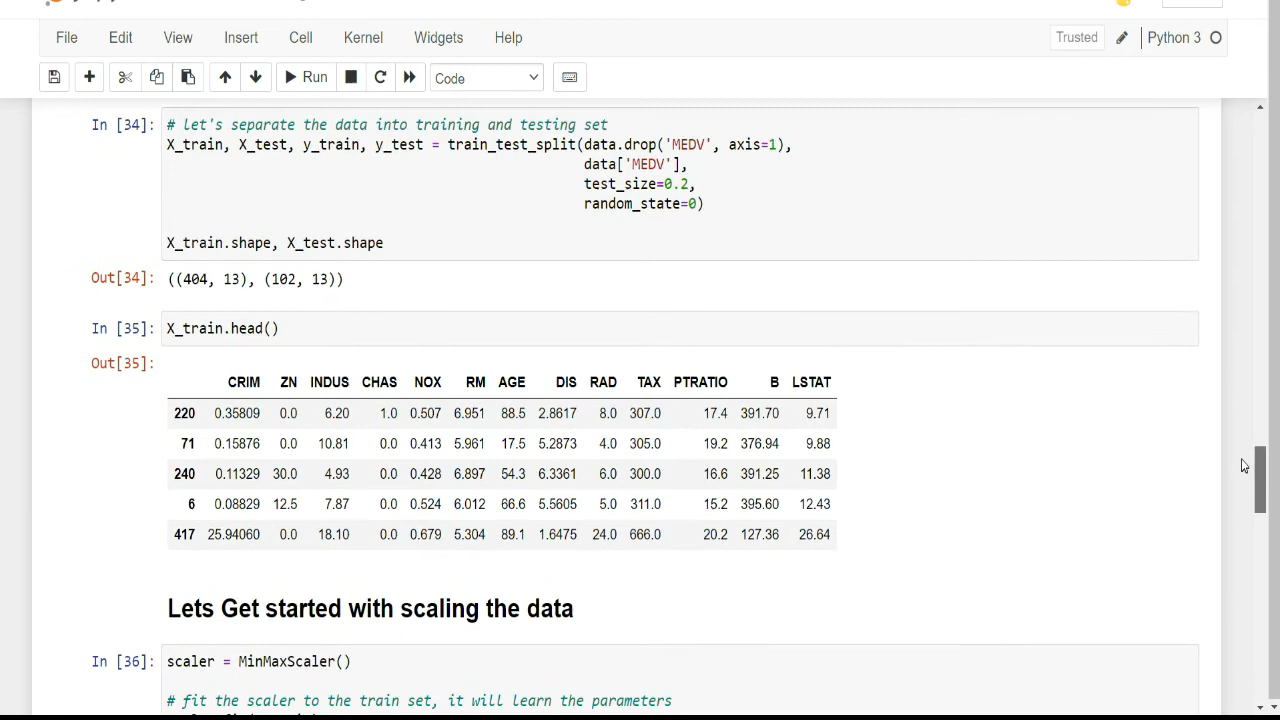 File Edit View Insert Cell Kernel Widgets Help Trusted Python 3
Run Code
In [34]: # let's separate the data into training and testing set
X_train, X_test, y_train, y_test = train_test_split(data.drop('MEDV', axis=1),
data['MEDV'],
test_size=0.2,
random_state=0)
X_train.shape, X_test.shape
Out[34]: ((404, 13), (102, 13))
In [35]: X_train.head()
Out[35]:
CRIM ZN INDUS CHAS NOX RM AGE DIS RAD TAX PTRATIO B LSTAT
220 0.35809 0.0 6.20 1.0 0.507 6.951 88.5 2.8617 8.0 307.0 17.4 391.70 9.71
71 0.15876 0.0 10.81 0.0 0.413 5.961 17.5 5.2873 4.0 305.0 19.2 376.94 9.88
240 0.11329 30.0 4.93 0.0 0.428 6.897 54.3 6.3361 6.0 300.0 16.6 391.25 11.38
6 0.08829 12.5 7.87 0.0 0.524 6.012 66.6 5.5605 5.0 311.0 15.2 395.60 12.43
417 25.94060 0.0 18.10 0.0 0.679 5.304 89.1 1.6475 24.0 666.0 20.2 127.36 26.64
Lets Get started with scaling the data
In [36]: scaler = MinMaxScaler()
# fit the scaler to the train set, it will learn the parameters